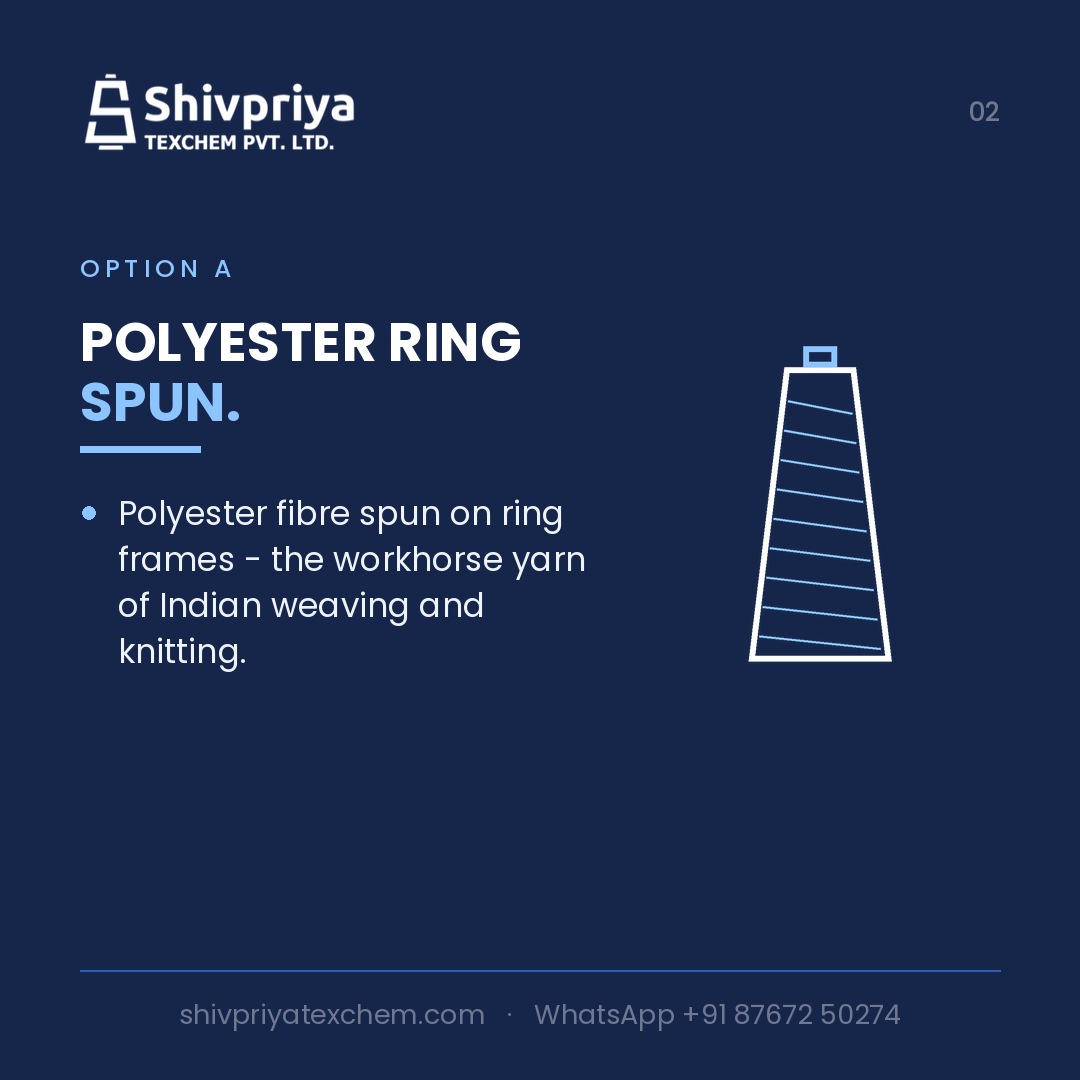 Shivpriya
TEXCHEM PVT. LTD.
02
OPTION A
POLYESTER RING
SPUN.
• Polyester fibre spun on ring
frames - the workhorse yarn
of Indian weaving and
knitting.
shivpriyatexchem.com · WhatsApp +91 87672 50274